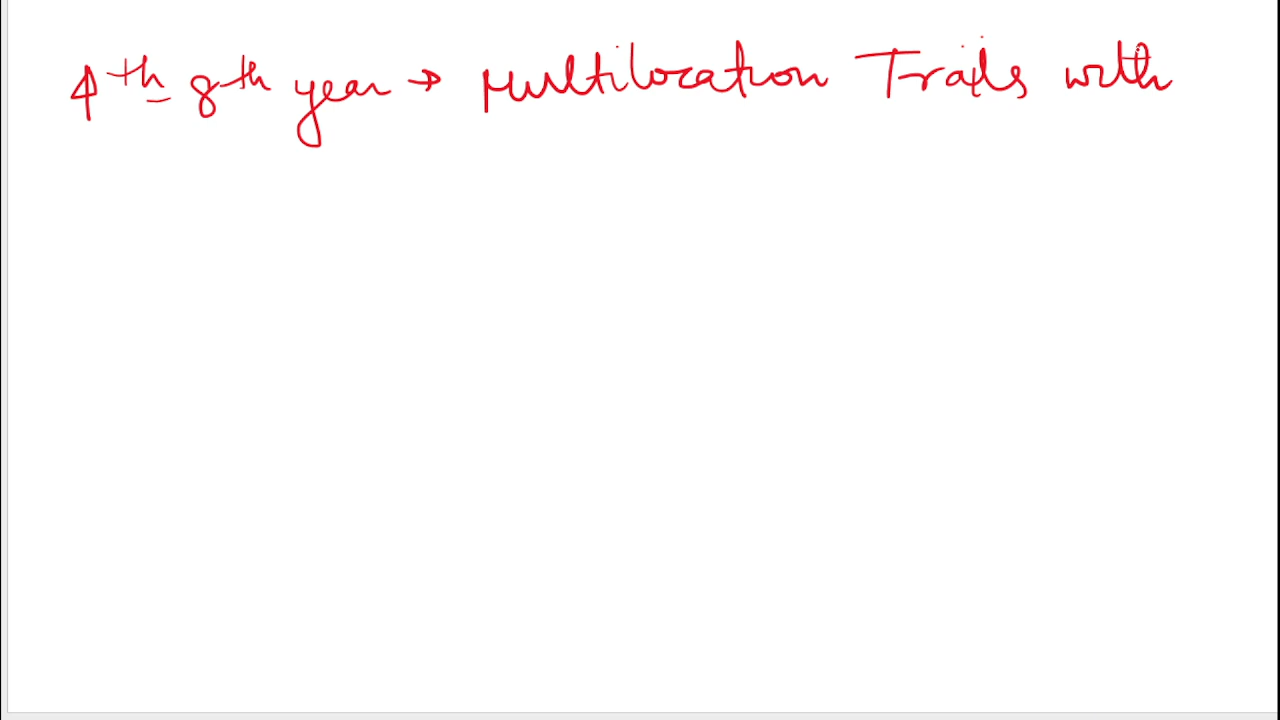 4th - 8th year → Multilocation Trails with